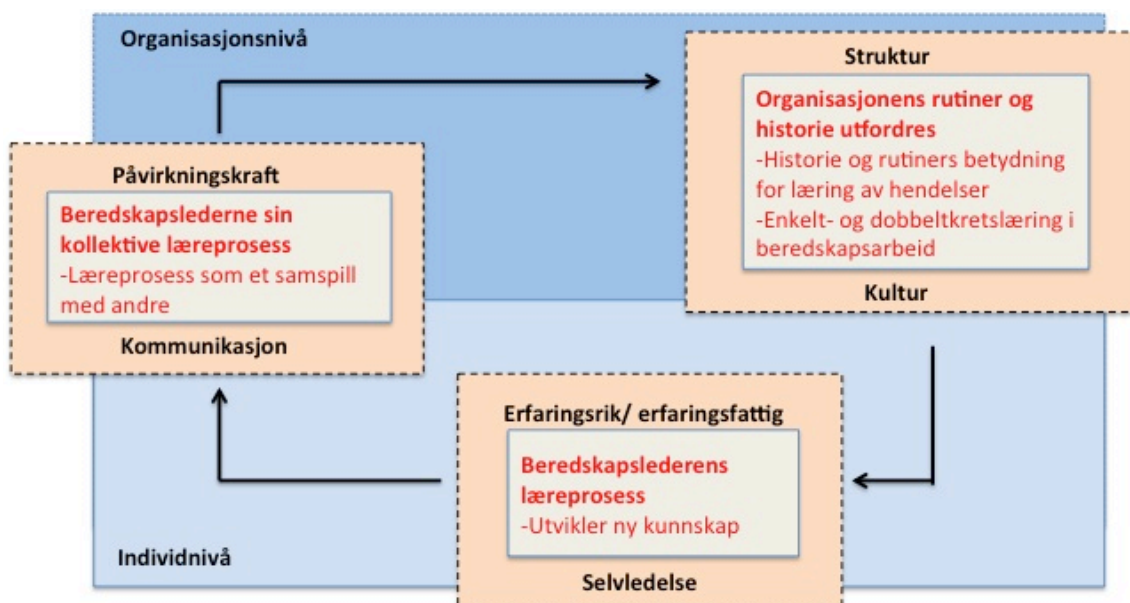 Organisasjonsnivå
Struktur
Organisasjonens rutiner og
historie utfordres
-Historie og rutiners betydning
for læring av hendelser
-Enkelt- og dobbeltkretslæring i
beredskapsarbeid
Kultur
Påvirkningskraft
Beredskapslederne sin
kollektive læreprosess
-Læreprosess som et samspill
med andre
Kommunikasjon
Erfaringsrik/ erfaringsfattig
Beredskapslederens
læreprosess
-Utvikler ny kunnskap
Selvledelse
Individnivå